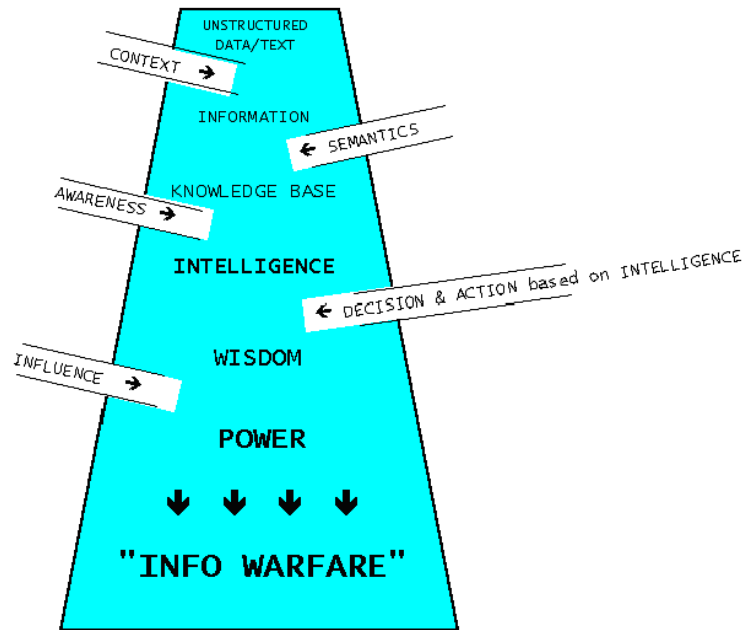 UNSTRUCTURED
DATA/TEXT
CONTEXT →
INFORMATION
← SEMANTICS
KNOWLEDGE BASE
AWARENESS →
INTELLIGENCE
← DECISION & ACTION based on INTELLIGENCE
WISDOM
INFLUENCE →
POWER
↓ ↓ ↓ ↓
"INFO WARFARE"